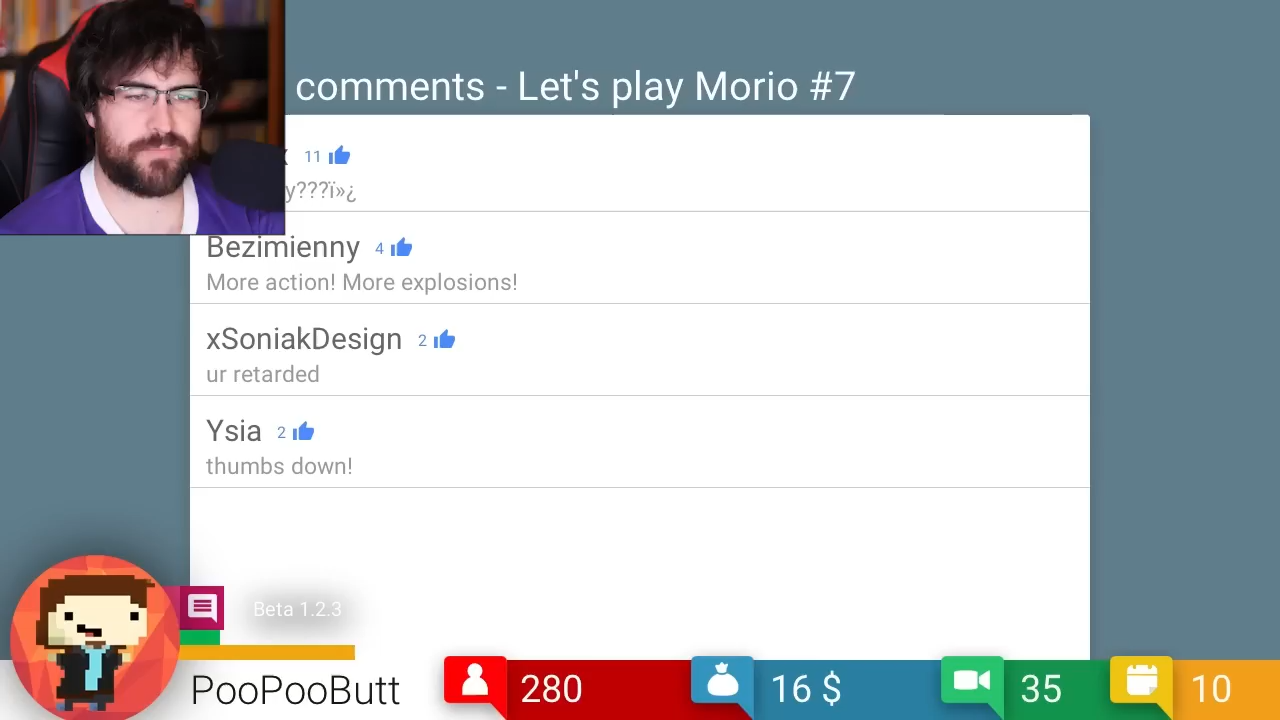 comments - Let's play Morio #7
11
y???ï»¿
Bezimienny 4
More action! More explosions!
xSoniakDesign 2
ur retarded
Ysia 2
thumbs down!
Beta 1.2.3
PooPooButt 280 16 $ 35 10